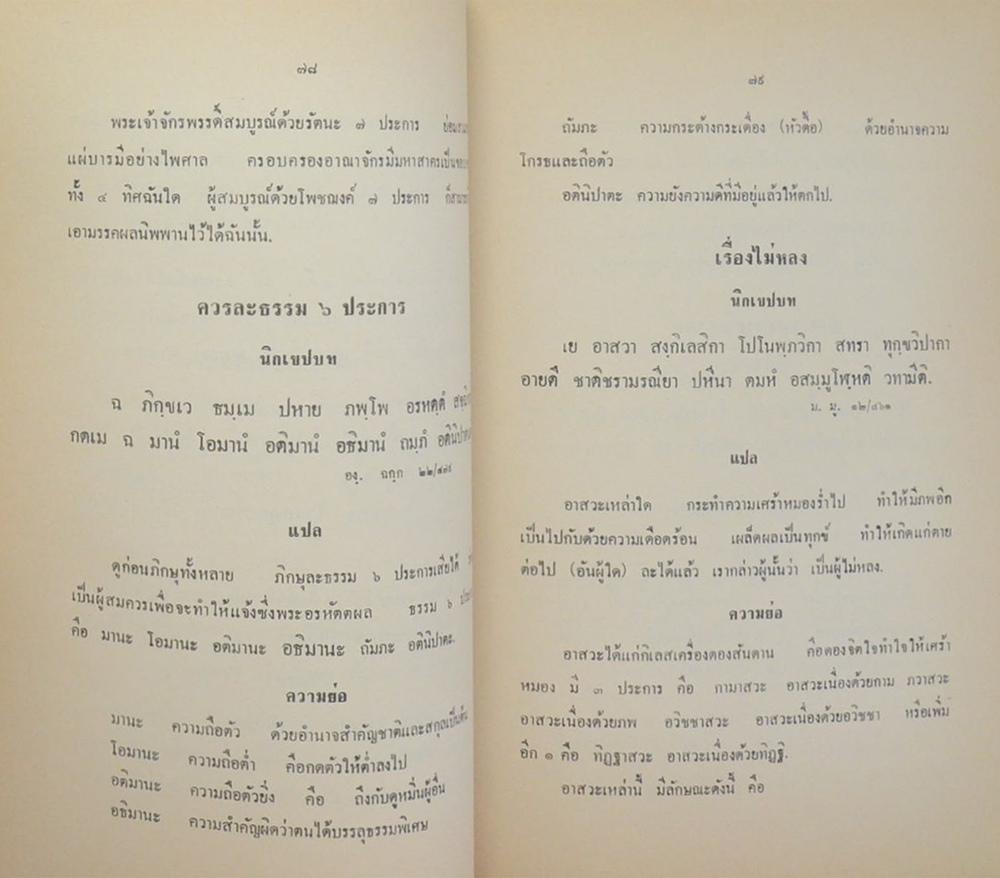 ๗๘
พระเจ้าจักรพรรดิ์สมบูรณ์ด้วยรัตนะ ๗ ประการ
แผ่บารมีอย่างไพศาล ครอบครองอาณาจักรมีมหาสาครเป็นขอบ
ทั้ง ๔ ทิศฉันใด ผู้สมบูรณ์ด้วยโพชฌงค์ ๗ ประการ
เอามรรคผลนิพพานไว้ได้ฉันนั้น.
ควรละธรรม ๖ ประการ
นิกเขปบท
ฉ ภิกฺขเว ธมฺเม ปหาย ภพฺโพ อรหตฺตํ
กตเม ฉ มานํ โอมานํ อติมานํ อธิมานํ ถมฺภํ
องฺ. ฉกฺก
แปล
ดูก่อนภิกษุทั้งหลาย ภิกษุละธรรม ๖ ประการเสียได้
เป็นผู้สมควรเพื่อจะทำให้แจ้งซึ่งพระอรหัตตผล ธรรม ๖
คือ มานะ โอมานะ อติมานะ อธิมานะ ถัมภะ อตินิปาตะ.
ความย่อ
มานะ ความถือตัว ด้วยอำนาจสำคัญชาติและสกุลเป็นต้น
โอมานะ ความถือต่ำ คือกดตัวให้ต่ำลงไป
อติมานะ ความถือตัวยิ่ง คือ ถึงกับดูหมิ่นผู้อื่น
อธิมานะ ความสำคัญผิดว่าตนได้บรรลุธรรมพิเศษ
๗๙
ถัมภะ ความกระด้างกระเดื่อง (หัวดื้อ) ด้วยอำนาจความ
โกรธและถือตัว
อตินิปาตะ ความยังความดีที่มีอยู่แล้วให้ตกไป.
เรื่องไม่หลง
นิกเขปบท
เย อาสวา สงฺกิเลสิกา โปโนพฺภวิกา สทรา ทุกฺขวิปากา
อายตึ ชาติชรามรณียา ปหีนา ตมหํ อสมฺมูโฬฺหติ วทามีติ.
ม. มู. ๑๒/๔๖๑
แปล
อาสวะเหล่าใด กระทำความเศร้าหมองร่ำไป ทำให้มีภพอีก
เป็นไปกับด้วยความเดือดร้อน เผล็ดผลเป็นทุกข์ ทำให้เกิดแก่ตาย
ต่อไป (อันผู้ใด) ละได้แล้ว เรากล่าวผู้นั้นว่า เป็นผู้ไม่หลง.
ความย่อ
อาสวะได้แก่กิเลสเครื่องดองสันดาน คือดองจิตใจทำใจให้เศร้า
หมอง มี ๓ ประการ คือ กามาสวะ อาสวะเนื่องด้วยกาม ภวาสวะ
อาสวะเนื่องด้วยภพ อวิชชาสวะ อาสวะเนื่องด้วยอวิชชา หรือเพิ่ม
อีก ๑ คือ ทิฏฐาสวะ อาสวะเนื่องด้วยทิฏฐิ.
อาสวะเหล่านี้ มีลักษณะดังนี้ คือ